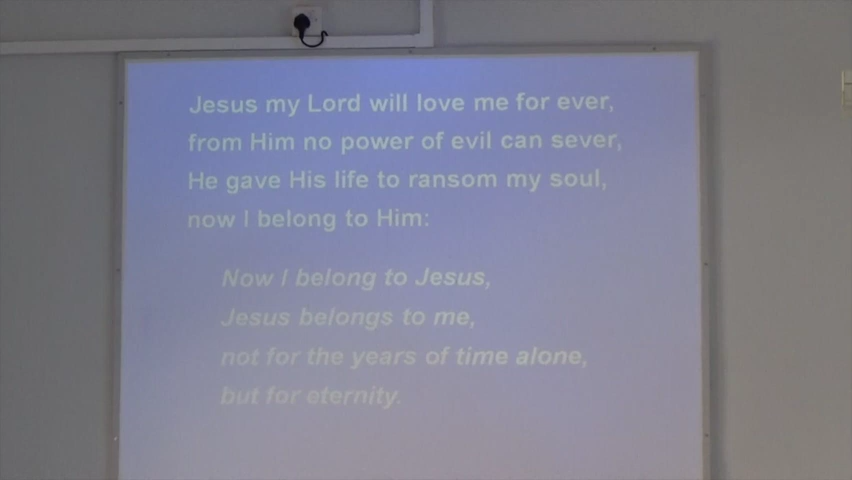 Jesus my Lord will love me for ever,
from Him no power of evil can sever,
He gave His life to ransom my soul,
now I belong to Him:
Now I belong to Jesus,
Jesus belongs to me,
not for the years of time alone,
but for eternity.